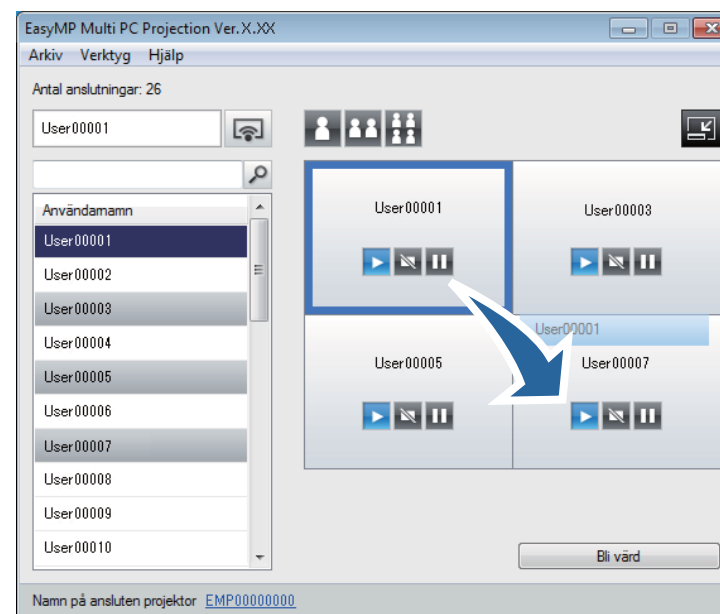 EasyMP Multi PC Projection Ver.X.XX
Arkiv Verktyg Hjälp
Antal anslutningar: 26
User00001
Användarnamn
User00001
User00002
User00003
User00004
User00005
User00006
User00007
User00008
User00009
User00010
User00001
User00003
User00001
User00005
User00007
Bli värd
Namn på ansluten projektor EMP00000000